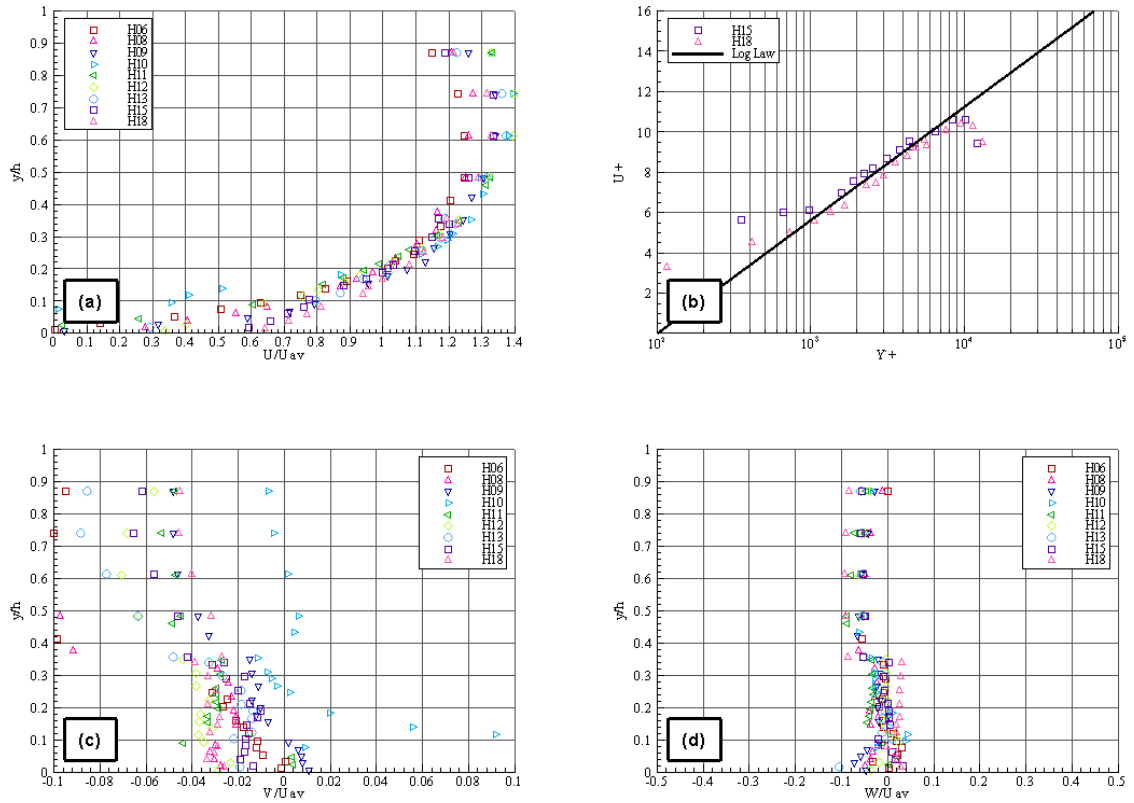 1
0.9
0.8
0.7
0.6
0.5
0.4
0.3
0.2
0.1
0
y/h
H06
H08
H09
H10
H11
H12
H13
H15
H18
(a)
0 0.1 0.2 0.3 0.4 0.5 0.6 0.7 0.8 0.9 1 1.1 1.2 1.3 1.4
U/Uav
16
14
12
10
8
6
4
2
U+
H15
H18
Log Law
(b)
10² 10³ 10⁴ 10⁵
Y+
1
0.9
0.8
0.7
0.6
0.5
0.4
0.3
0.2
0.1
0
y/h
H06
H08
H09
H10
H11
H12
H13
H15
H18
(c)
-0.1 -0.08 -0.06 -0.04 -0.02 0 0.02 0.04 0.06 0.08 0.1
V/Uav
1
0.9
0.8
0.7
0.6
0.5
0.4
0.3
0.2
0.1
0
y/h
H06
H08
H09
H10
H11
H12
H13
H15
H18
(d)
-0.5 -0.4 -0.3 -0.2 -0.1 0 0.1 0.2 0.3 0.4 0.5
W/Uav